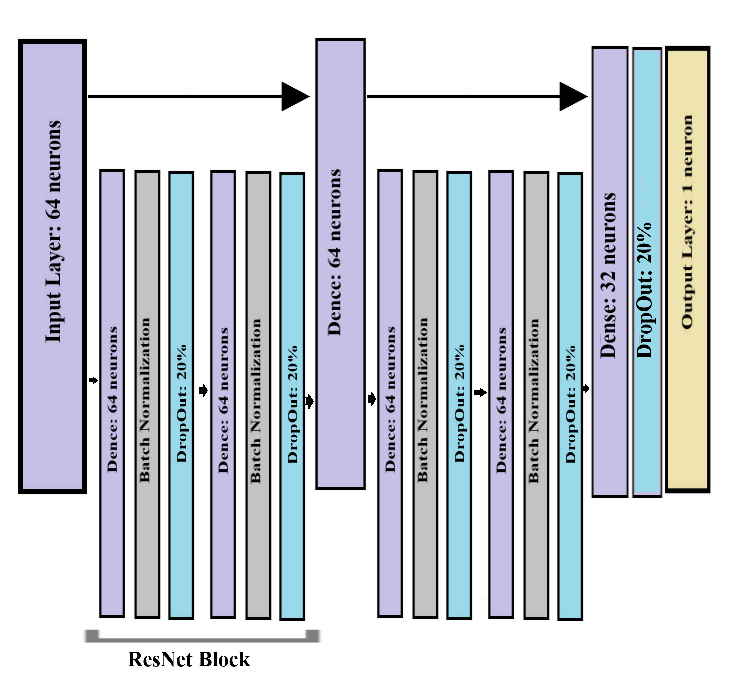 Input Layer: 64 neurons
Dence: 64 neurons
Batch Normalization
DropOut: 20%
Dence: 64 neurons
Batch Normalization
DropOut: 20%
Dence: 64 neurons
Dence: 64 neurons
Batch Normalization
DropOut: 20%
Dence: 64 neurons
Batch Normalization
DropOut: 20%
Dense: 32 neurons
DropOut: 20%
Output Layer: 1 neuron
ResNet Block